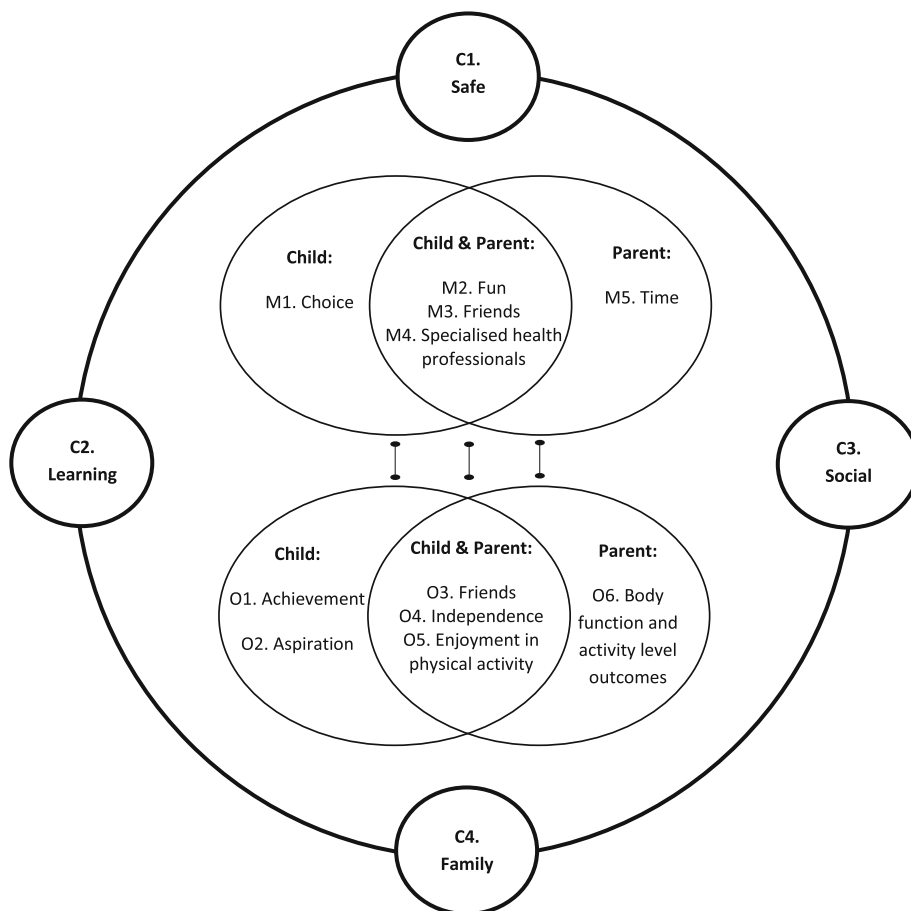 C1.
Safe
Child:
M1. Choice
Child & Parent:
M2. Fun
M3. Friends
M4. Specialised health
professionals
Parent:
M5. Time
C2.
Learning
C3.
Social
Child:
O1. Achievement
O2. Aspiration
Child & Parent:
O3. Friends
O4. Independence
O5. Enjoyment in
physical activity
Parent:
O6. Body
function and
activity level
outcomes
C4.
Family